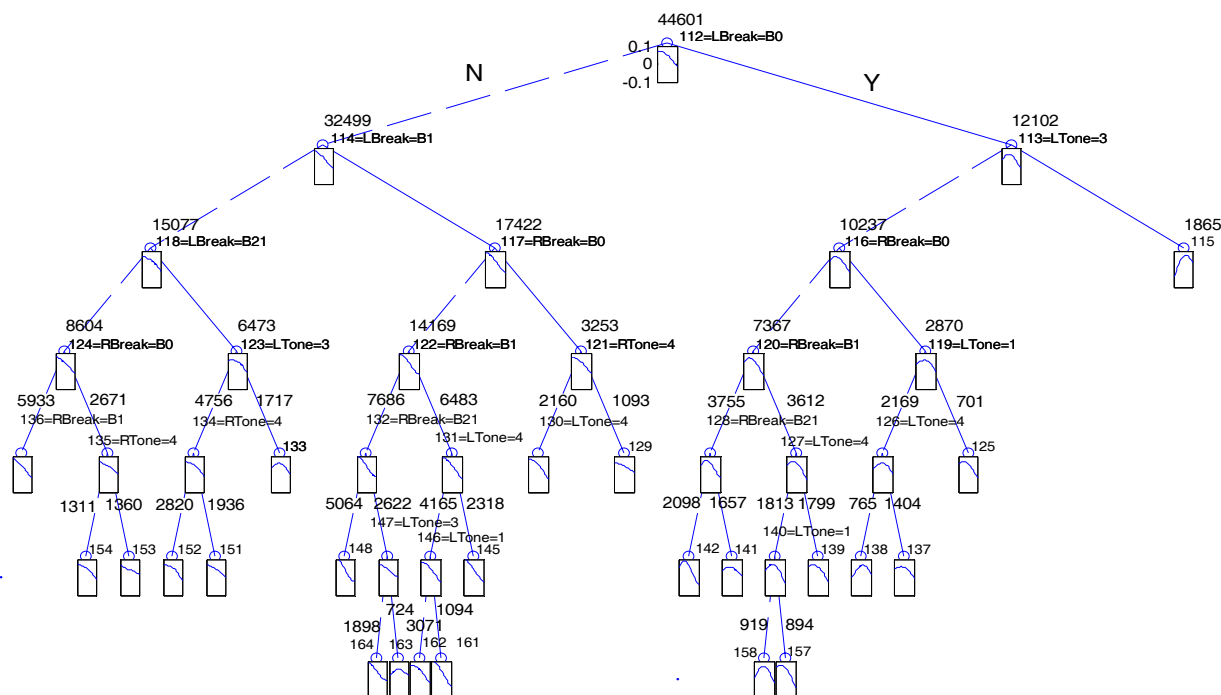 44601
112=LBreak=B0
0.1
0
-0.1
N
Y
32499
114=LBreak=B1
12102
113=LTone=3
15077
118=LBreak=B21
17422
117=RBreak=B0
10237
116=RBreak=B0
1865
115
8604
124=RBreak=B0
6473
123=LTone=3
14169
122=RBreak=B1
3253
121=RTone=4
7367
120=RBreak=B1
2870
119=LTone=1
5933 2671
136=RBreak=B1
135=RTone=4
4756 1717
134=RTone=4
133
7686 6483
132=RBreak=B21
131=LTone=4
2160 1093
130=LTone=4
129
3755 3612
128=RBreak=B21
127=LTone=4
2169 701
126=LTone=4
125
1311 1360
154 153
2820 1936
152 151
5064 2622
147=LTone=3
148
4165 2318
146=LTone=1
145
2098 1657
142 141
1813 1799
140=LTone=1
139
765 1404
138 137
1898 724
164 163
3071 1094
162 161
919 894
158 157